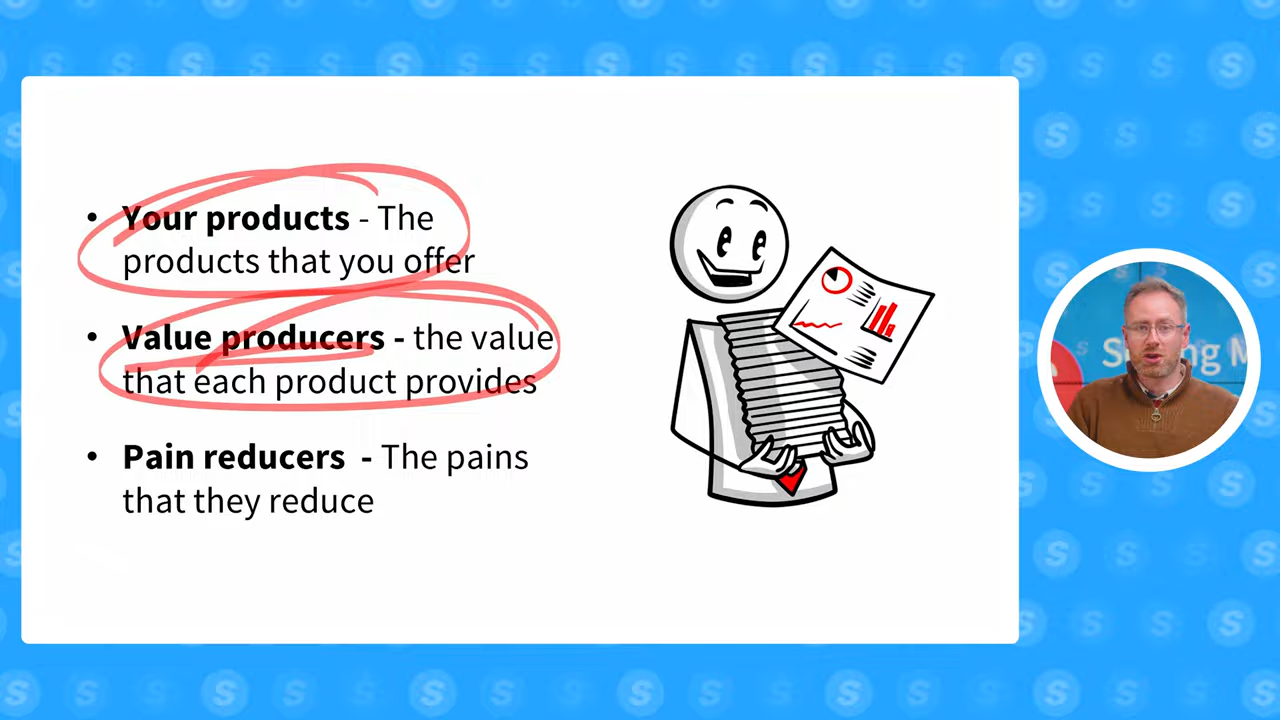 • Your products - The
products that you offer
• Value producers - the value
that each product provides
• Pain reducers - The pains
that they reduce